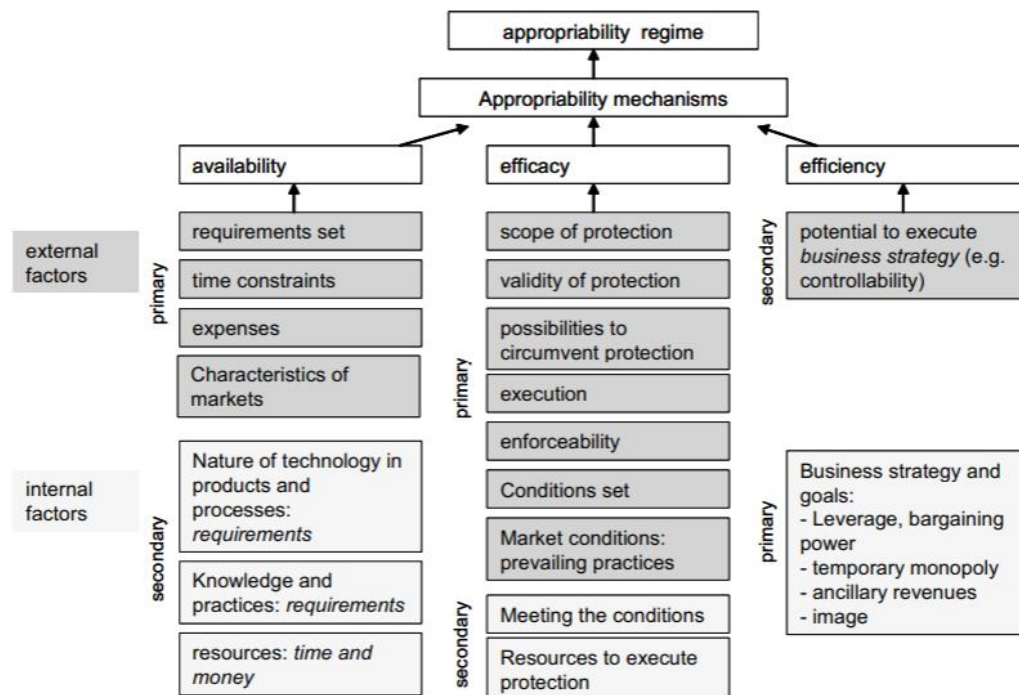 appropriability regime
Appropriability mechanisms
availability
efficacy
efficiency
external
factors
primary
requirements set
time constraints
expenses
Characteristics of
markets
primary
scope of protection
validity of protection
possibilities to
circumvent protection
execution
enforceability
Conditions set
Market conditions:
prevailing practices
secondary
potential to execute
business strategy (e.g.
controllability)
internal
factors
secondary
Nature of technology in
products and
processes:
requirements
Knowledge and
practices: requirements
resources: time and
money
secondary
Meeting the conditions
Resources to execute
protection
primary
Business strategy and
goals:
- Leverage, bargaining
power
- temporary monopoly
- ancillary revenues
- image